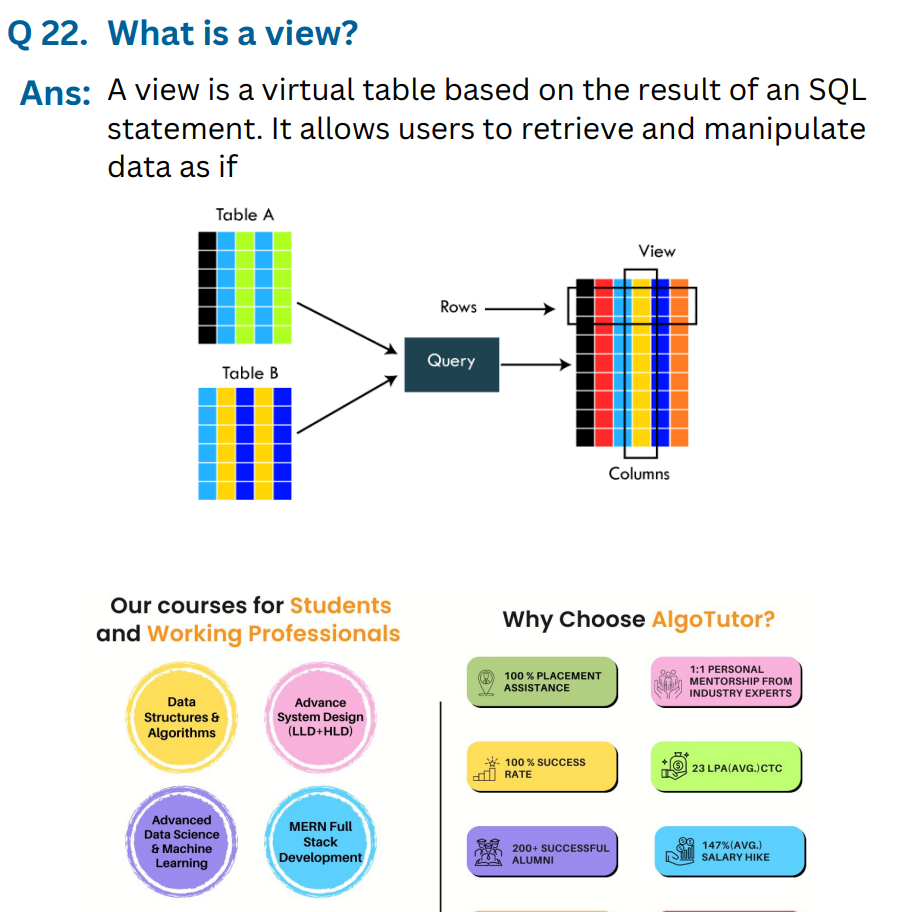 Q 22. What is a view?
Ans: A view is a virtual table based on the result of an SQL
statement. It allows users to retrieve and manipulate
data as if
Table A
View
Rows
Query
Table B
Columns
Our courses for Students
and Working Professionals
Data
Structures &
Algorithms
Advance
System Design
(LLD+HLD)
Advanced
Data Science
& Machine
Learning
MERN Full
Stack
Development
Why Choose AlgoTutor?
100 % PLACEMENT
ASSISTANCE
1:1 PERSONAL
MENTORSHIP FROM
INDUSTRY EXPERTS
100 % SUCCESS
RATE
23 LPA(AVG.)CTC
200+ SUCCESSFUL
ALUMNI
147%(AVG.)
SALARY HIKE